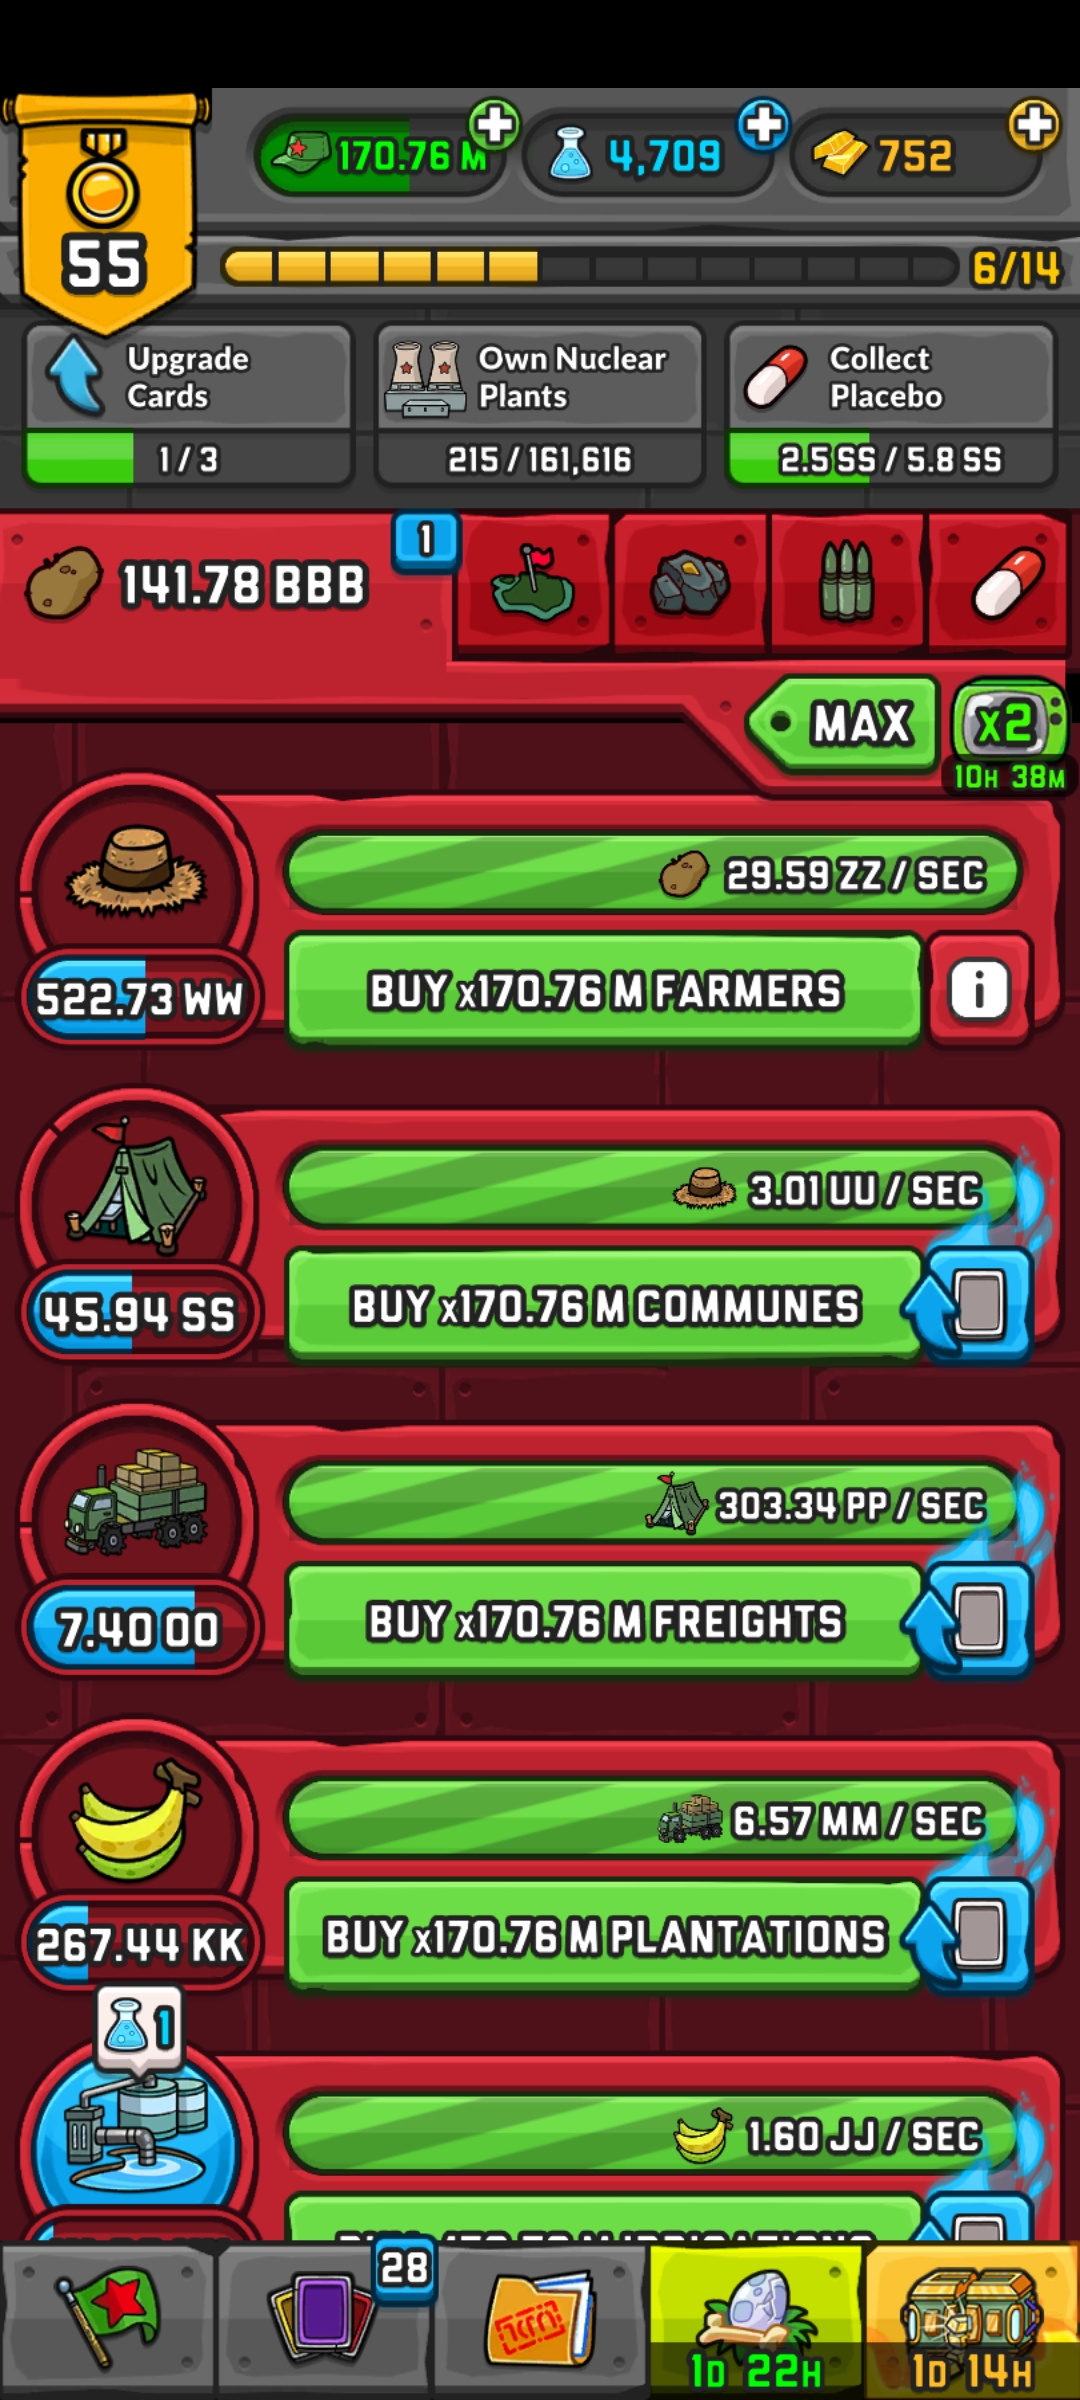 55
170.76 M
4,709
752
6/14
Upgrade
Cards
1 / 3
Own Nuclear
Plants
215 / 161,616
Collect
Placebo
2.5 SS / 5.8 SS
141.78 BBB
1
MAX
x2
10H 38M
29.59 ZZ / SEC
522.73 WW
BUY x170.76 M FARMERS
i
3.01 UU / SEC
45.94 SS
BUY x170.76 M COMMUNES
303.34 PP / SEC
7.40 OO
BUY x170.76 M FREIGHTS
6.57 MM / SEC
267.44 KK
BUY x170.76 M PLANTATIONS
1
1.60 JJ / SEC
28
1D 22H
1D 14H